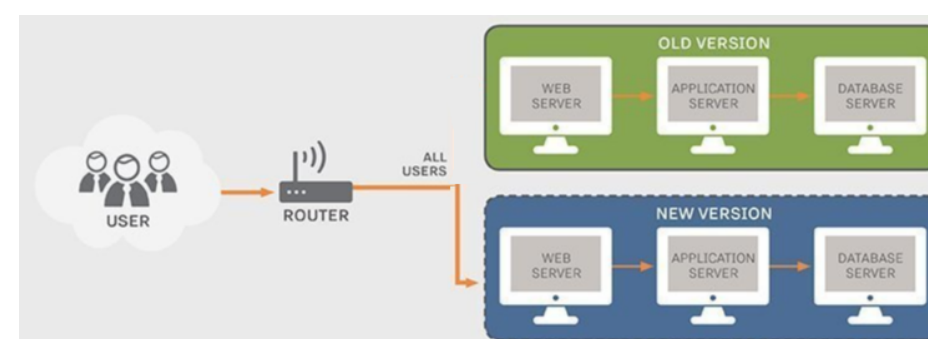 OLD VERSION
WEB
SERVER
APPLICATION
SERVER
DATABASE
SERVER
USER
ROUTER
ALL
USERS
NEW VERSION
WEB
SERVER
APPLICATION
SERVER
DATABASE
SERVER